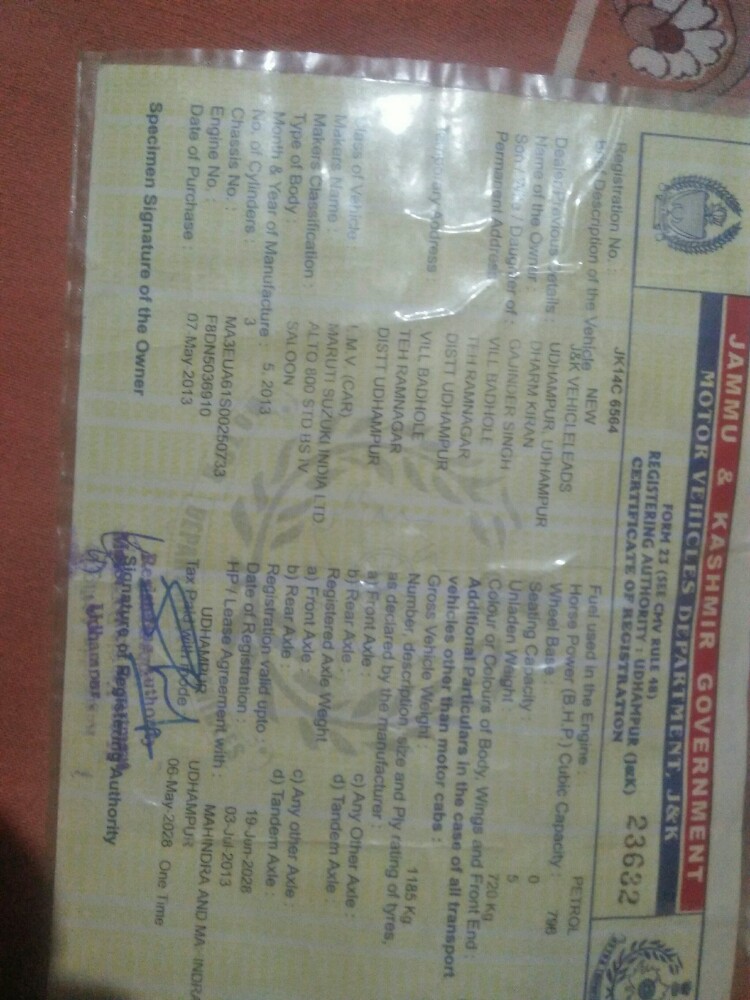 JAMMU & KASHMIR GOVERNMENT
MOTOR VEHICLES DEPARTMENT, J&K
FORM 23 (SEE CMV RULE 48)
REGISTERING AUTHORITY : UDHAMPUR (J&K)
CERTIFICATE OF REGISTRATION
23632
Registration No. : JK14C 6564
Description of the Vehicle NEW
Dealer/Previous Details : J&K VEHICLELEADS
UDHAMPUR, UDHAMPUR
Name of the Owner : DHARM KIRAN
Son / / Daughter of : GAJINDER SINGH
Permanent Address VILL BADHOLE
TEH RAMNAGAR
DISTT UDHAMPUR
Temporary Address VILL BADHOLE
TEH RAMNAGAR
DISTT UDHAMPUR
Class of Vehicle : L M V (CAR)
Makers Name : MARUTI SUZUKI INDIA LTD
Makers Classification : ALTO 800 STD BS IV
Type of Body : SALOON
Month & Year of Manufacture : 5, 2013
No. of Cylinders : 3
Chassis No. : MA3EUA61S00250733
Engine No. : F8DN5036910
Date of Purchase : 07-May 2013
Specimen Signature of the Owner
Fuel used in the Engine : PETROL
Horse Power (B.H.P.) Cubic Capacity : 796
Wheel Base 0
Seating Capacity : 5
Unladen Weight : 720 Kg
Colour or Colours of Body, Wings and Front End :
Additional Particulars in the case of all transport
vehicles other than motor cabs :
Gross Vehicle Weight : 1185 Kg
Number, description, size and Ply rating of tyres,
as declared by the manufacturer :
a) Front Axle : c) Any Other Axle :
b) Rear Axle : d) Tandem Axle :
Registered Axle Weight
a) Front Axle : c) Any other Axle :
b) Rear Axle : d) Tandem Axle :
Registration valid upto : 19-Jun-2028
Date of Registration : 03-Jul-2013
HP / Lease Agreement with : MAHINDRA AND MA
UDHAMPUR UDHAMPUR
Tax Paid 06-May-2028 One Time
Signature of Registering Authority
Udhampur